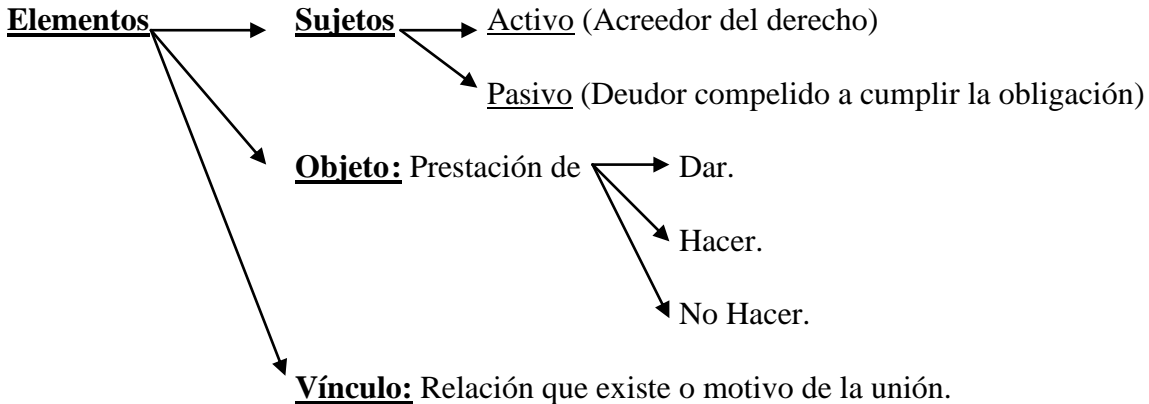 Elementos Sujetos Activo (Acreedor del derecho)
Pasivo (Deudor compelido a cumplir la obligación)
Objeto: Prestación de Dar.
Hacer.
No Hacer.
Vínculo: Relación que existe o motivo de la unión.